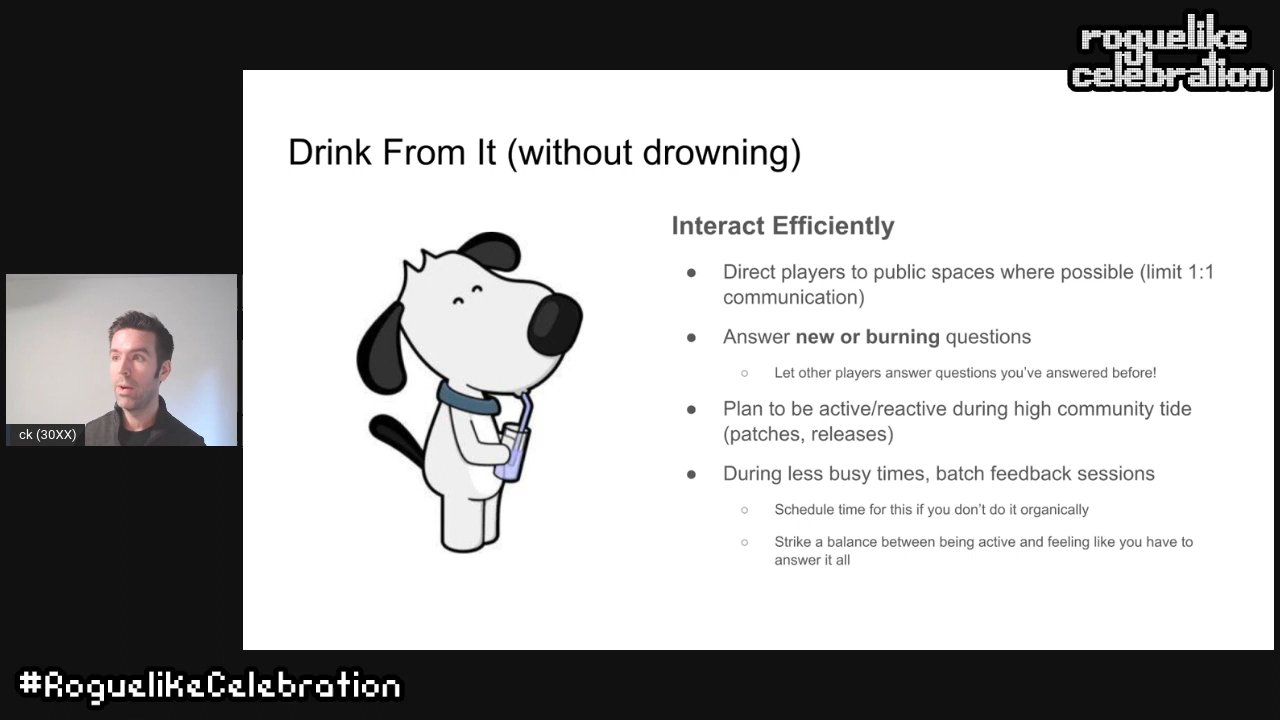 roguelike
celebration
Drink From It (without drowning)
Interact Efficiently
● Direct players to public spaces where possible (limit 1:1
communication)
● Answer new or burning questions
○ Let other players answer questions you've answered before!
● Plan to be active/reactive during high community tide
(patches, releases)
● During less busy times, batch feedback sessions
○ Schedule time for this if you don't do it organically
○ Strike a balance between being active and feeling like you have to
answer it all
ck (30XX)
#RoguelikeCelebration